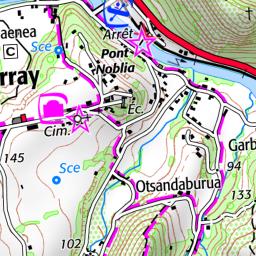 aenea
Arrêt
C
Sce
Pont
rray
Noblia
Éc.
Cim.
Garb
145
94
Sce
Otsandaburua
133
102